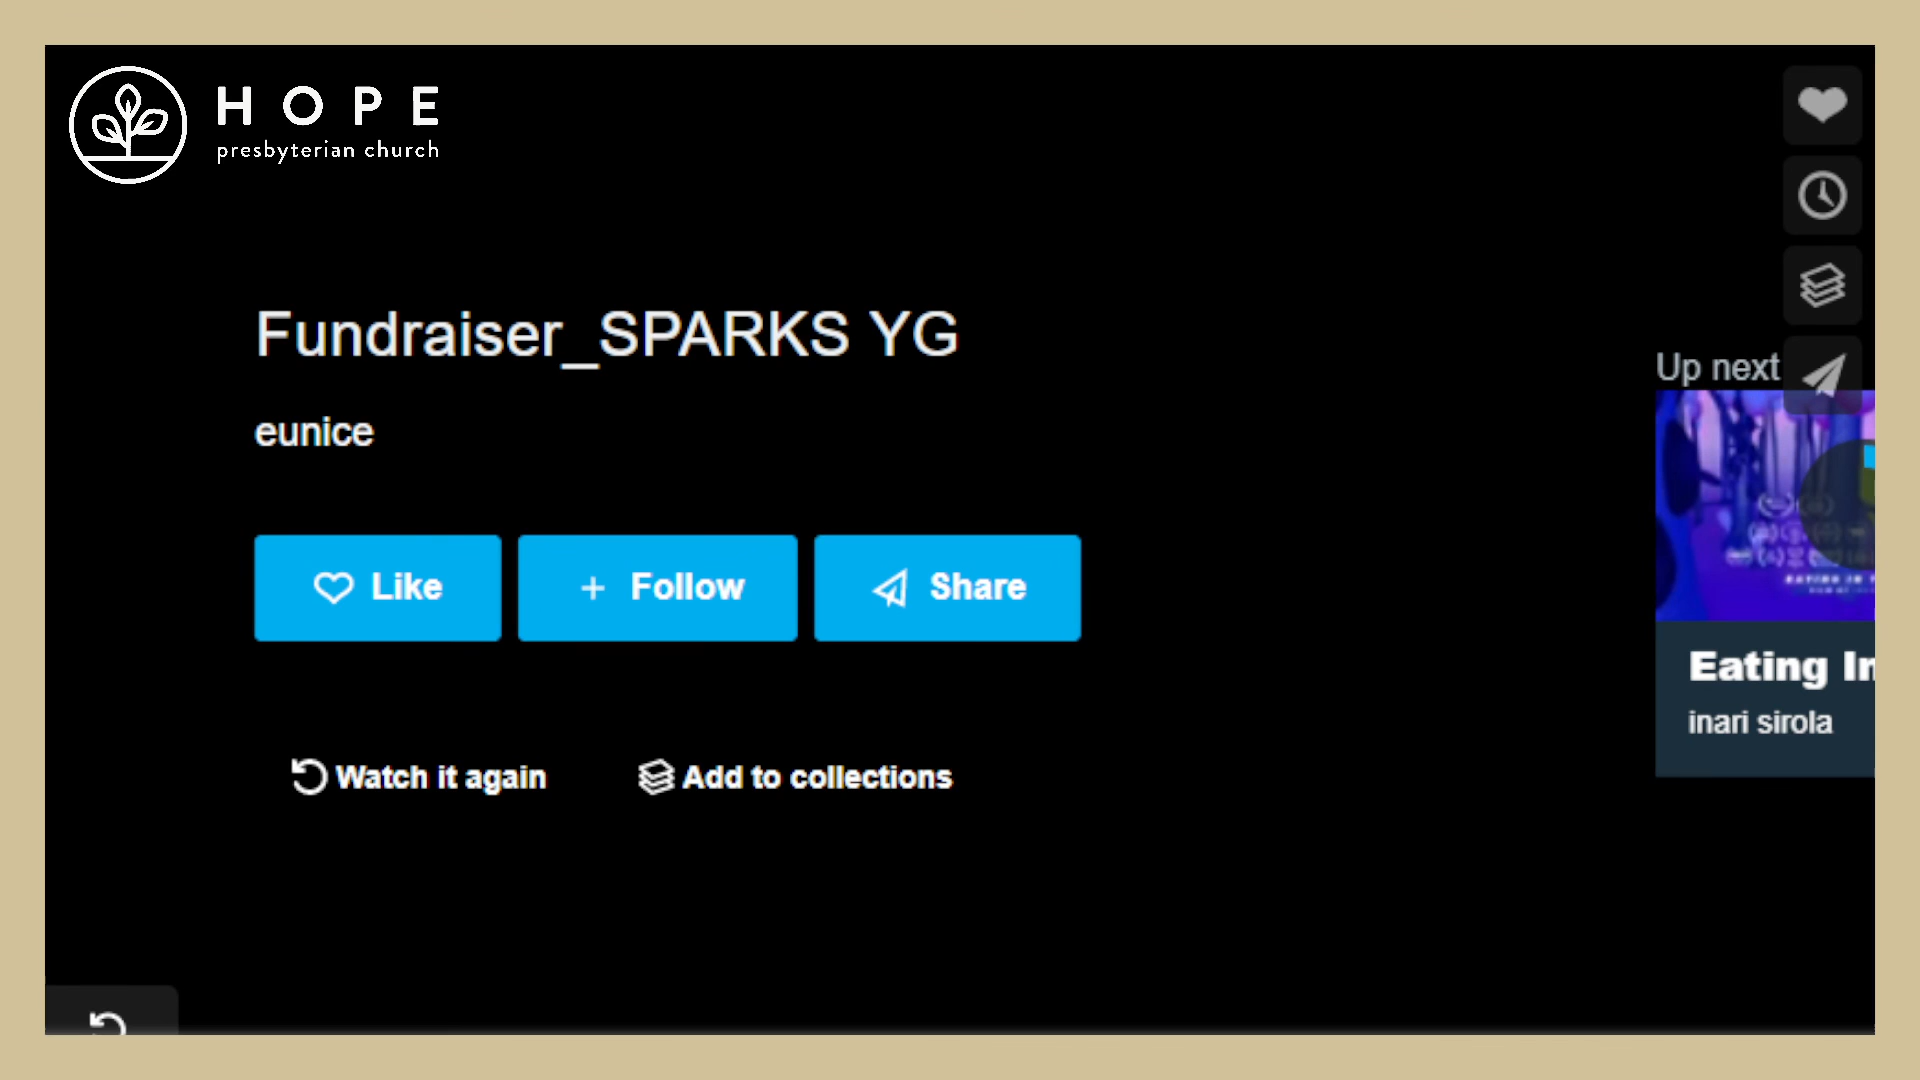 HOPE
presbyterian church
Fundraiser_SPARKS YG
eunice
Like
Follow
Share
Watch it again
Add to collections
Up next
Eating In
inari sirola